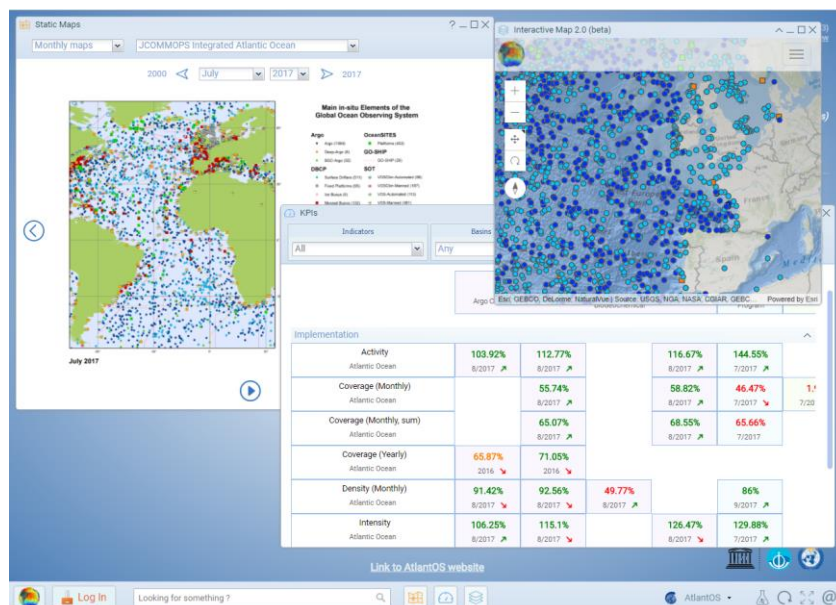 Static Maps
? _ □ X
Monthly maps
JCOMMOPS Integrated Atlantic Ocean
2000
July
2017
2017
Main in-situ Elements of the
Global Ocean Observing System
Argo
OceanSITES
GO-SHIP
DBCP
SOT
July 2017
Interactive Map 2.0 (beta)
+
−
Spain
Esri, GEBCO, DeLorme, NaturalVue | Source: USGS, NGA, NASA, CGIAR, GEBC...
Powered by Esri
KPIs
Indicators
Basins
All
Any
Implementation
Activity
Atlantic Ocean
103.92%
8/2017
112.77%
8/2017
116.67%
8/2017
144.55%
7/2017
Coverage (Monthly)
Atlantic Ocean
55.74%
8/2017
58.82%
8/2017
46.47%
7/2017
Coverage (Monthly, sum)
Atlantic Ocean
65.07%
8/2017
68.55%
8/2017
65.66%
7/2017
Coverage (Yearly)
Atlantic Ocean
65.87%
2016
71.05%
2016
Density (Monthly)
Atlantic Ocean
91.42%
8/2017
92.56%
8/2017
49.77%
8/2017
86%
9/2017
Intensity
Atlantic Ocean
106.25%
8/2017
115.1%
8/2017
126.47%
8/2017
129.88%
7/2017
Link to AtlantOS website
Log In
Looking for something ?
AtlantOS
@